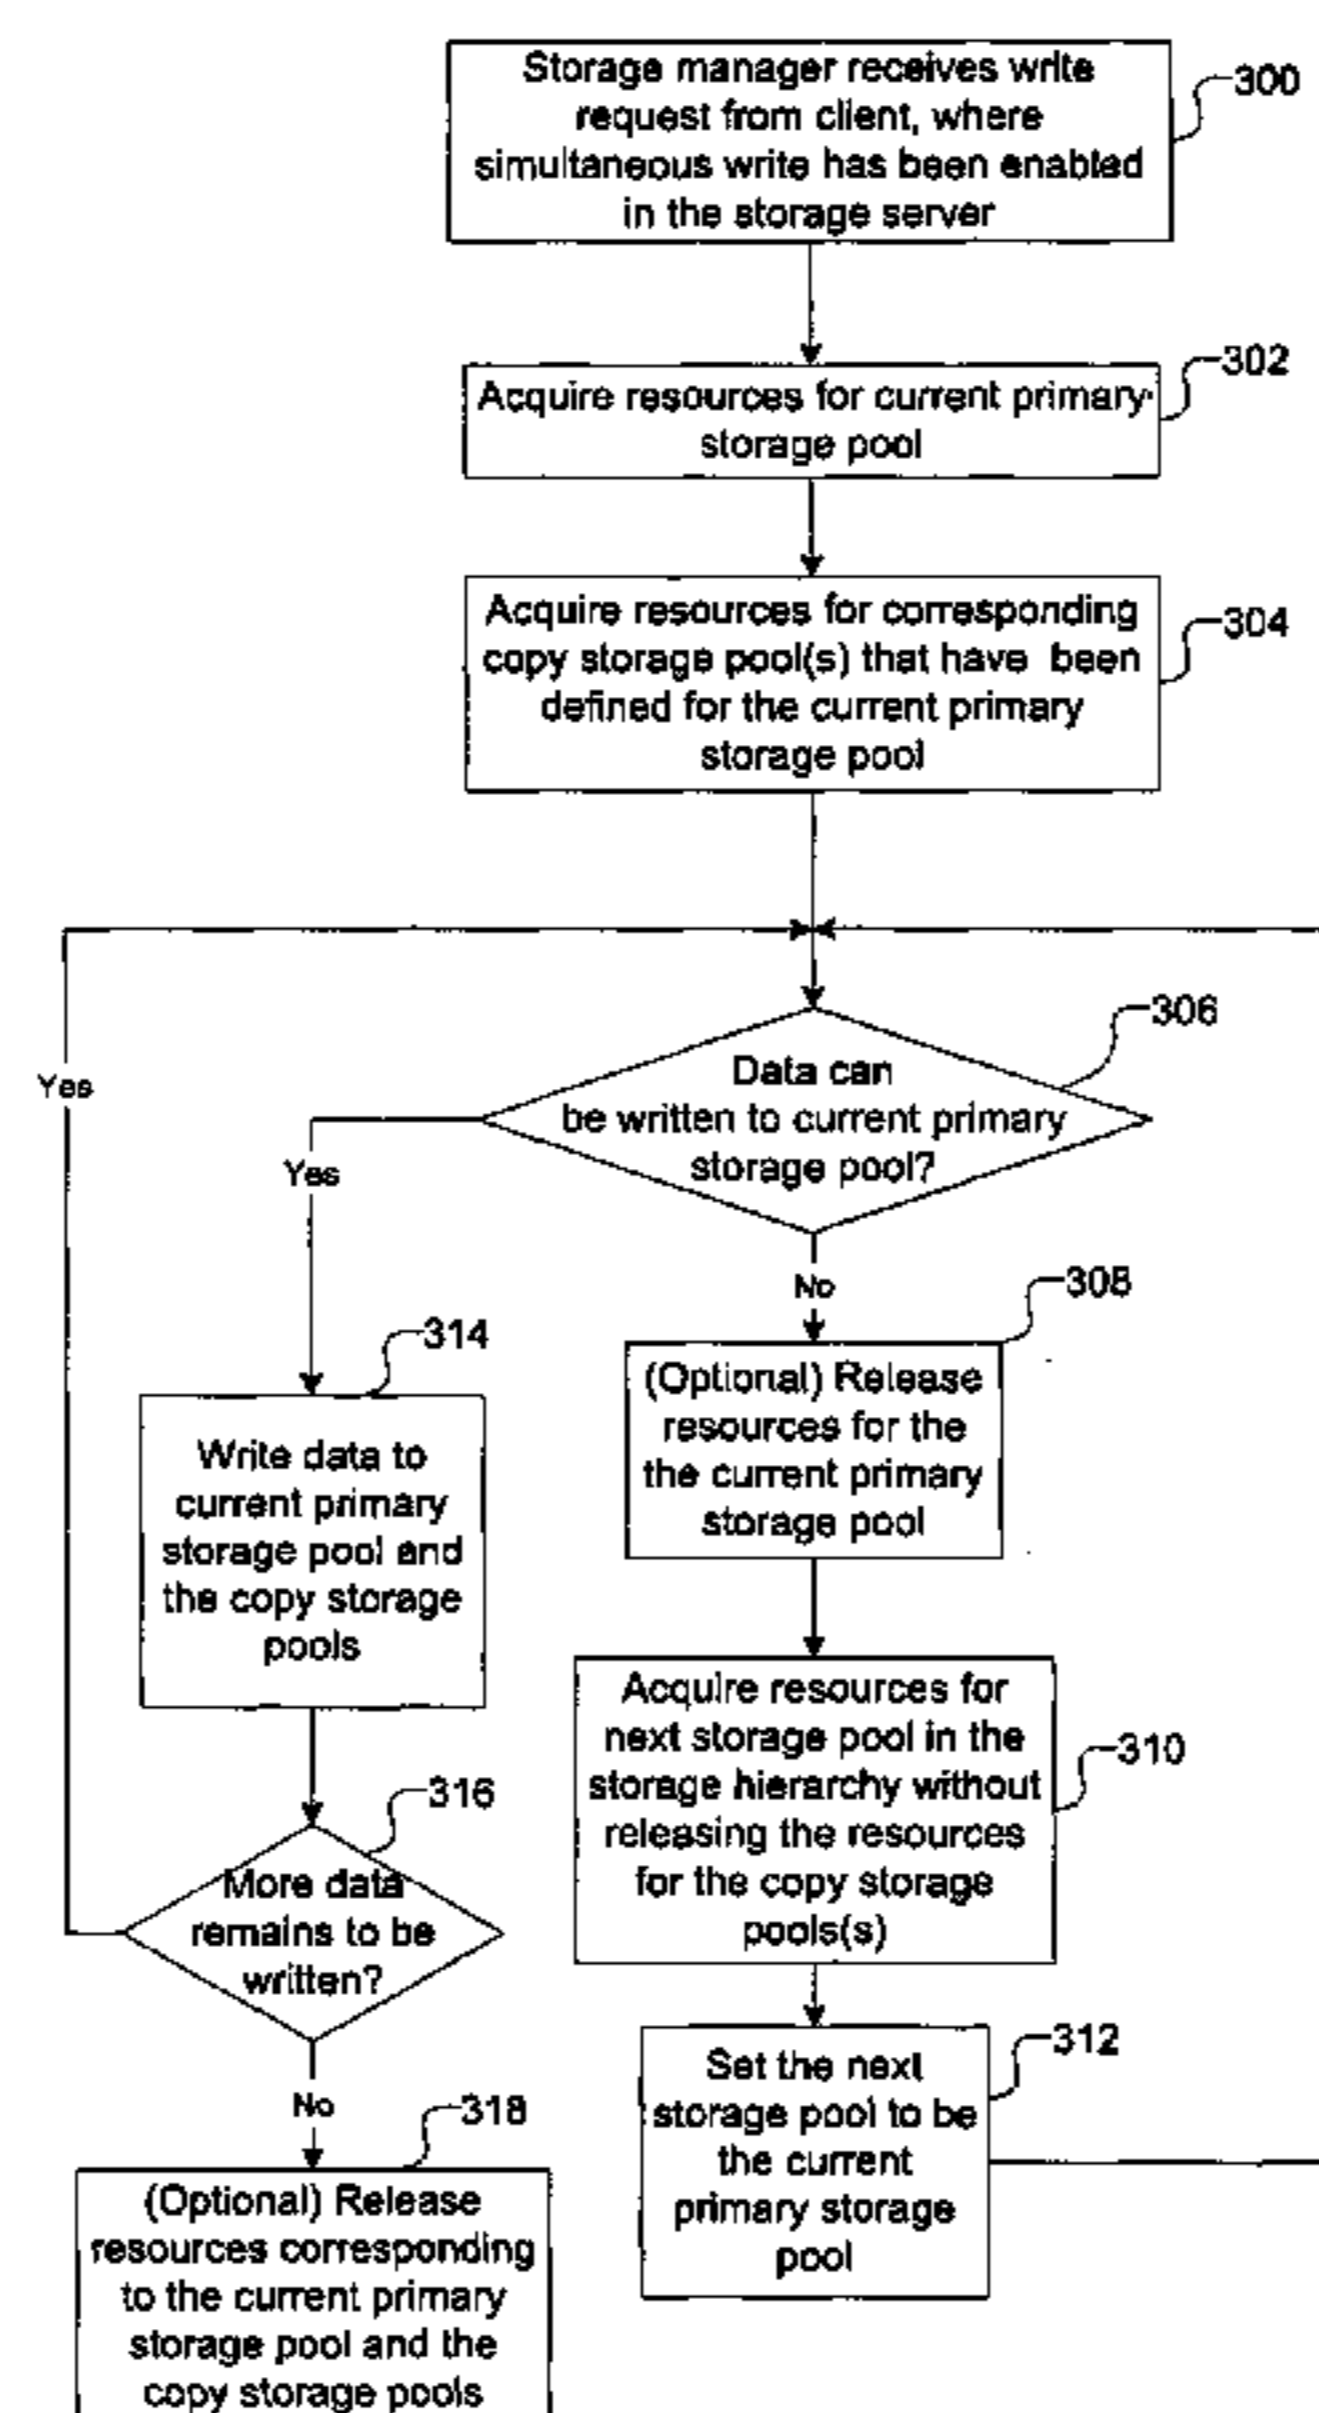 Storage manager receives write
request from client, where
simultaneous write has been enabled
in the storage server
300
Acquire resources for current primary
storage pool
302
Acquire resources for corresponding
copy storage pool(s) that have been
defined for the current primary
storage pool
304
Data can
be written to current primary
storage pool?
306
Yes
Yes
No
308
(Optional) Release
resources for the
the current primary
storage pool
314
Write data to
current primary
storage pool and
the copy storage
pools
Acquire resources for
next storage pool in the
storage hierarchy without
releasing the resources
for the copy storage
pools(s)
310
316
More data
remains to be
written?
Set the next
storage pool to be
the current
primary storage
pool
312
No
318
(Optional) Release
resources corresponding
to the current primary
storage pool and the
copy storage pools